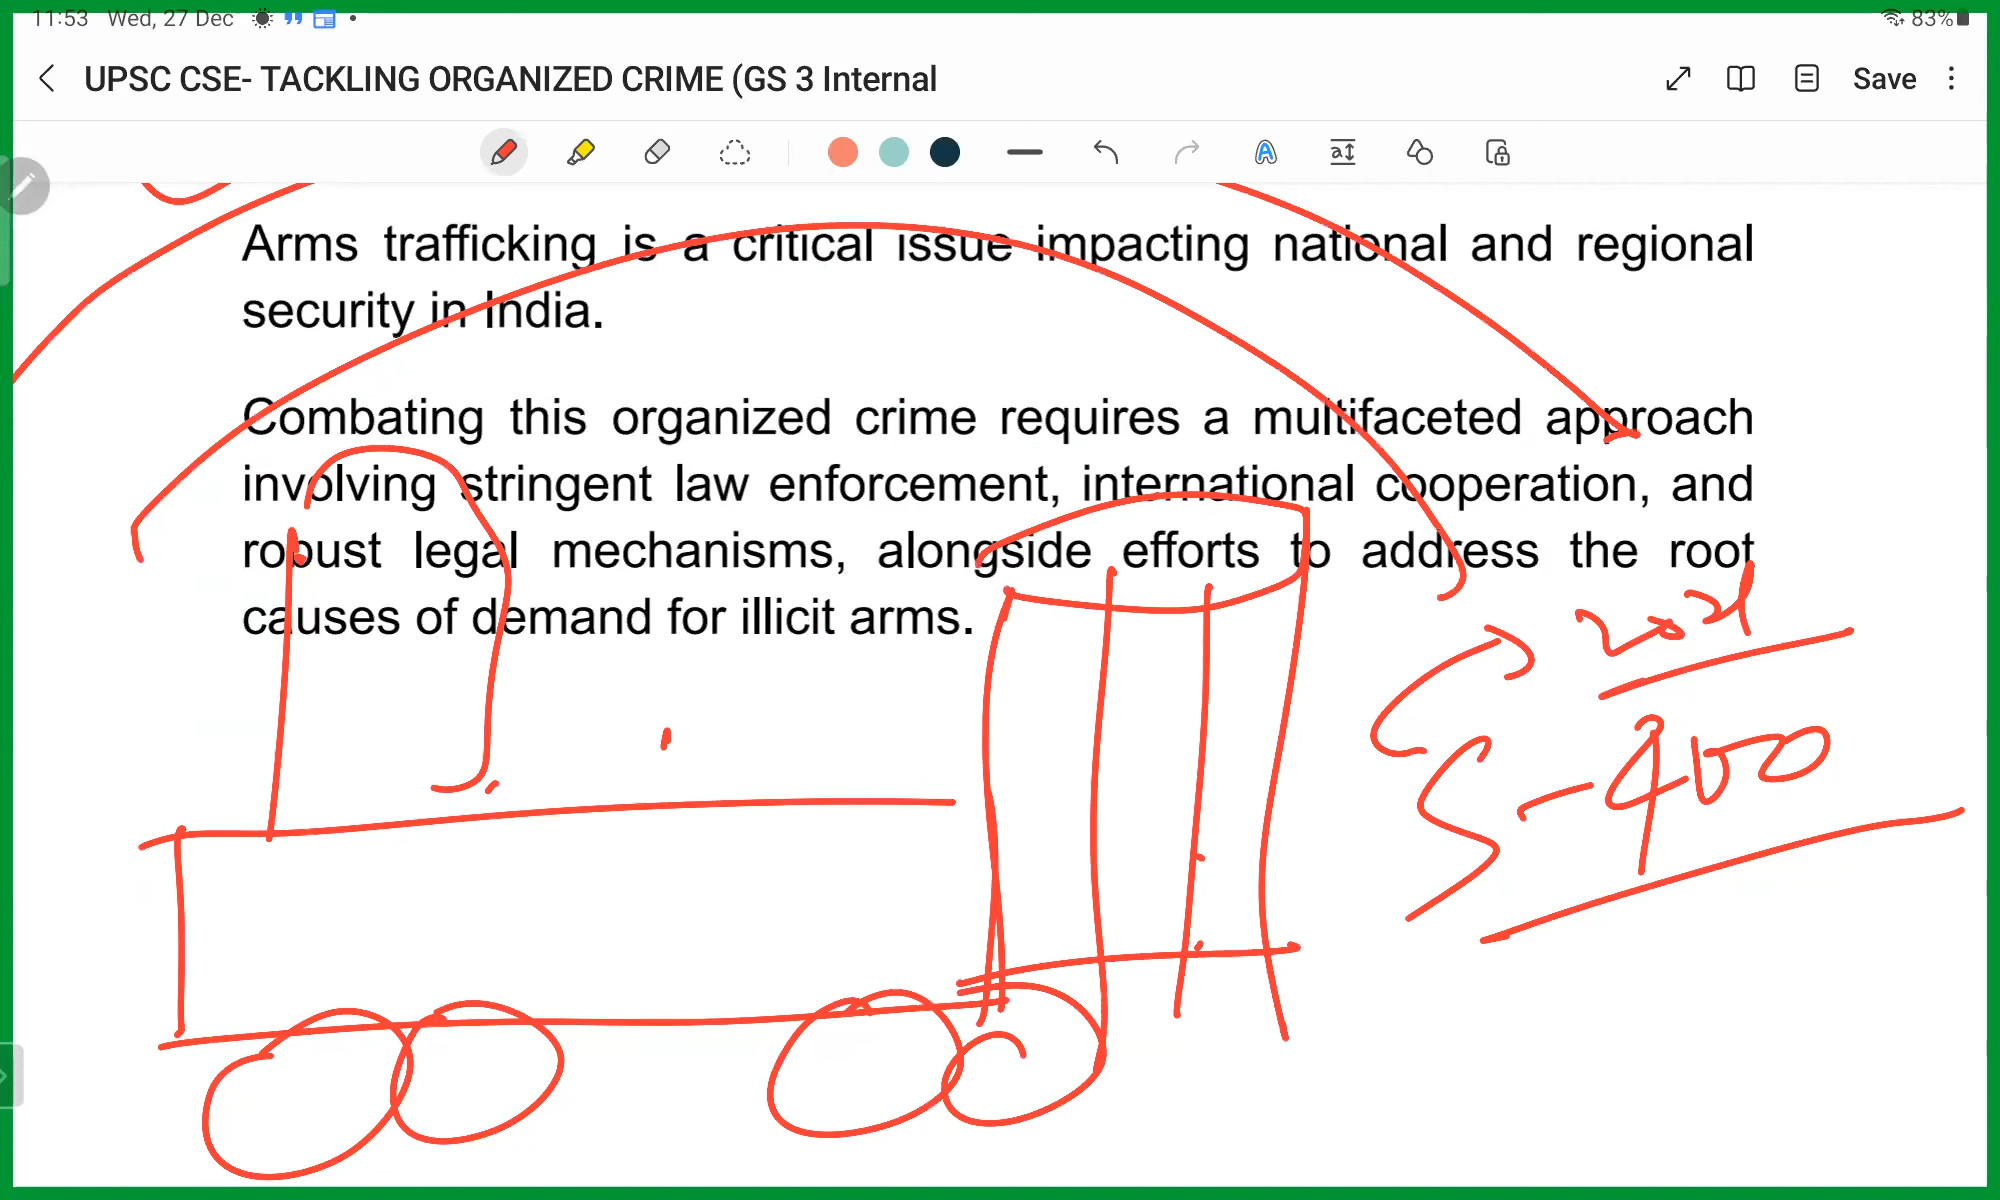 11:53 Wed, 27 Dec
83%
UPSC CSE- TACKLING ORGANIZED CRIME (GS 3 Internal
Save
Arms trafficking is a critical issue impacting national and regional
security in India.
Combating this organized crime requires a multifaceted approach
involving stringent law enforcement, international cooperation, and
robust legal mechanisms, alongside efforts to address the root
causes of demand for illicit arms.
2021
S-400